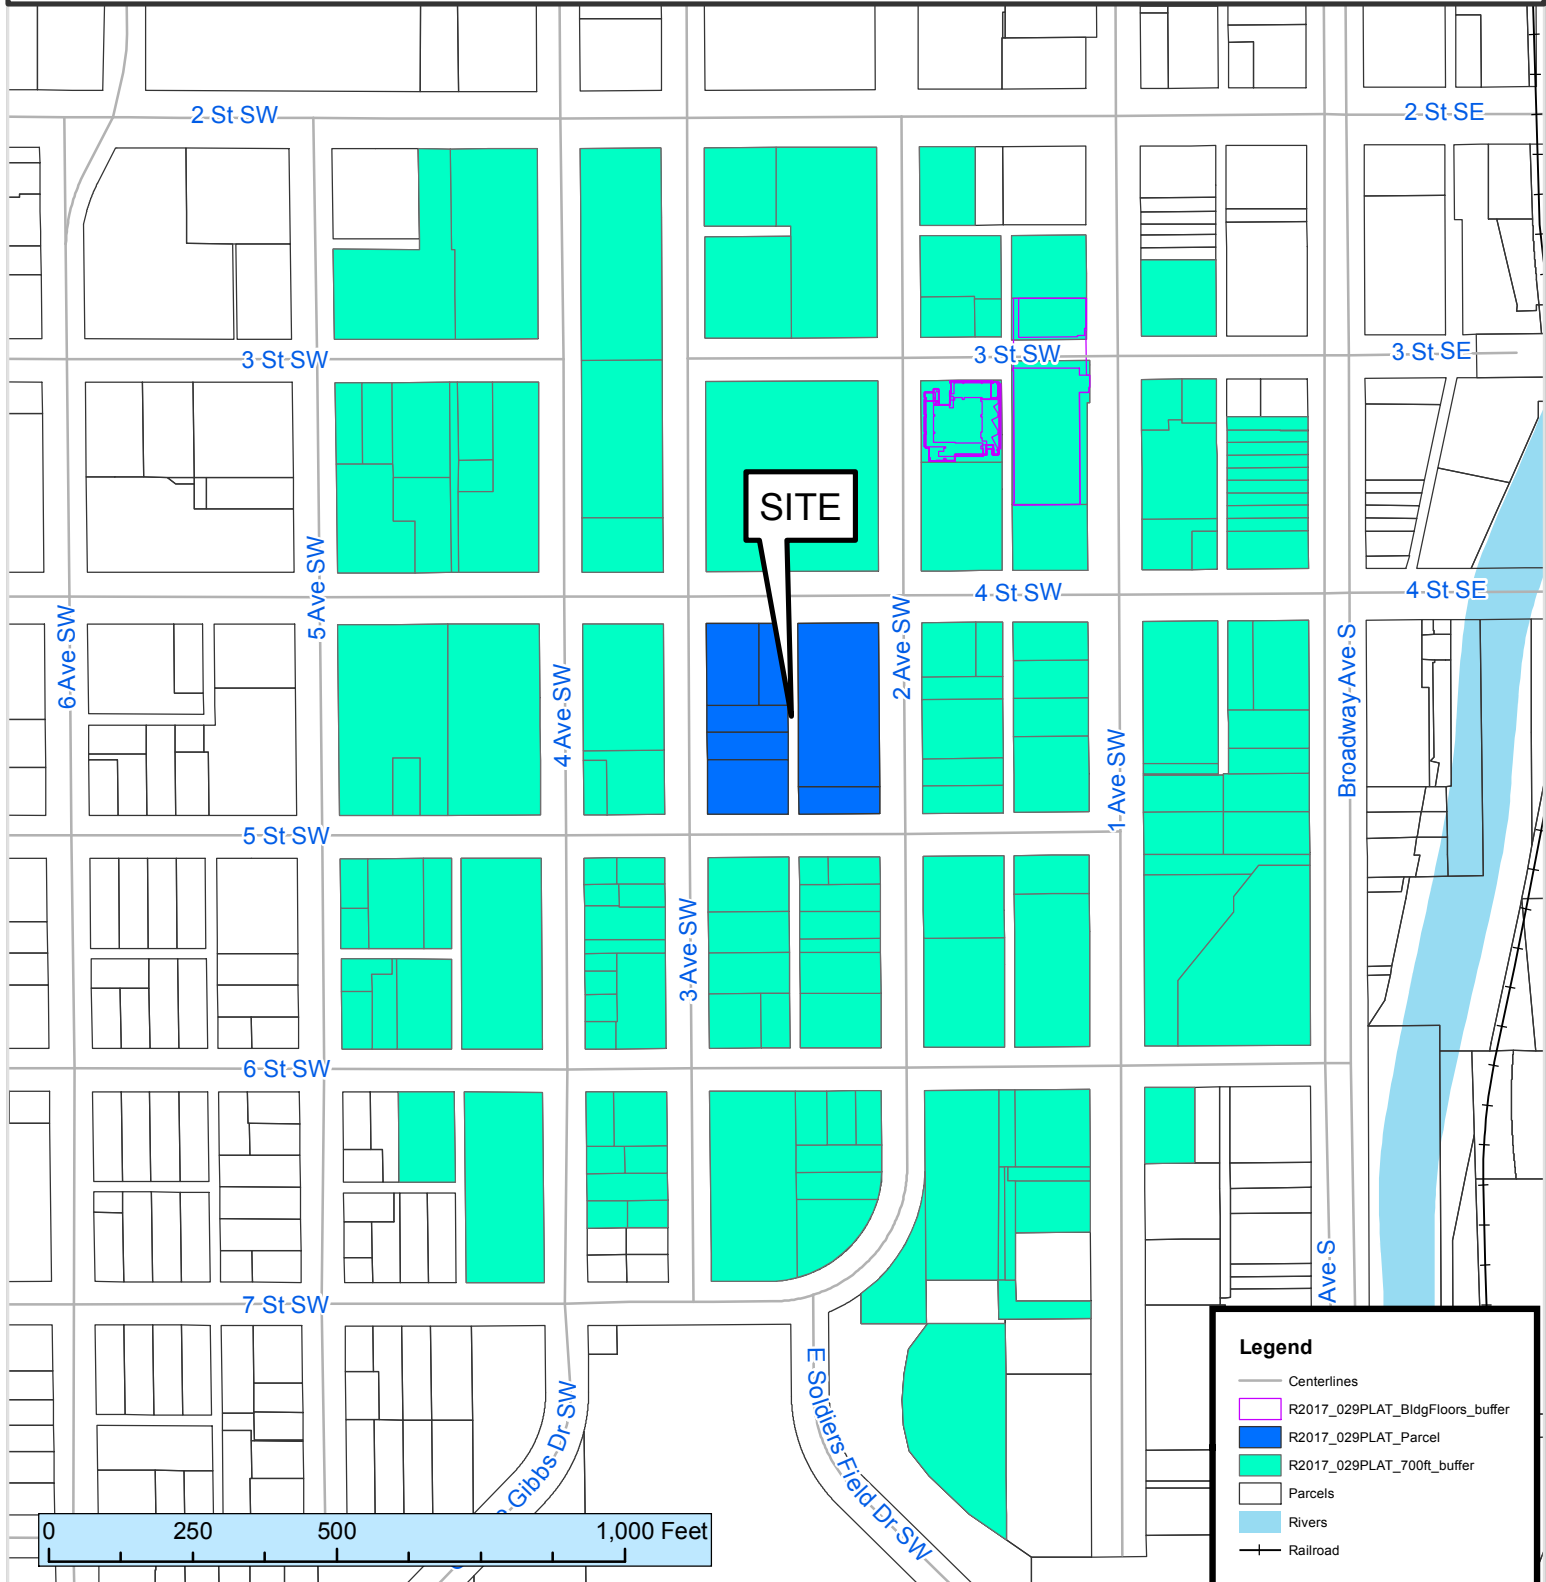 2 St SW
2 St SE
3 St SW
3 St SW
3 St SE
SITE
5 Ave SW
4 St SW
4 St SE
6 Ave SW
2 Ave SW
Broadway Ave S
4 Ave SW
1 Ave SW
5 St SW
3 Ave SW
6 St SW
Ave S
7 St SW
E Soldiers Field Dr SW
Gibbs Dr SW
Legend
Centerlines
R2017_029PLAT_BldgFloors_buffer
R2017_029PLAT_Parcel
R2017_029PLAT_700ft_buffer
Parcels
Rivers
Railroad
0 250 500 1,000 Feet